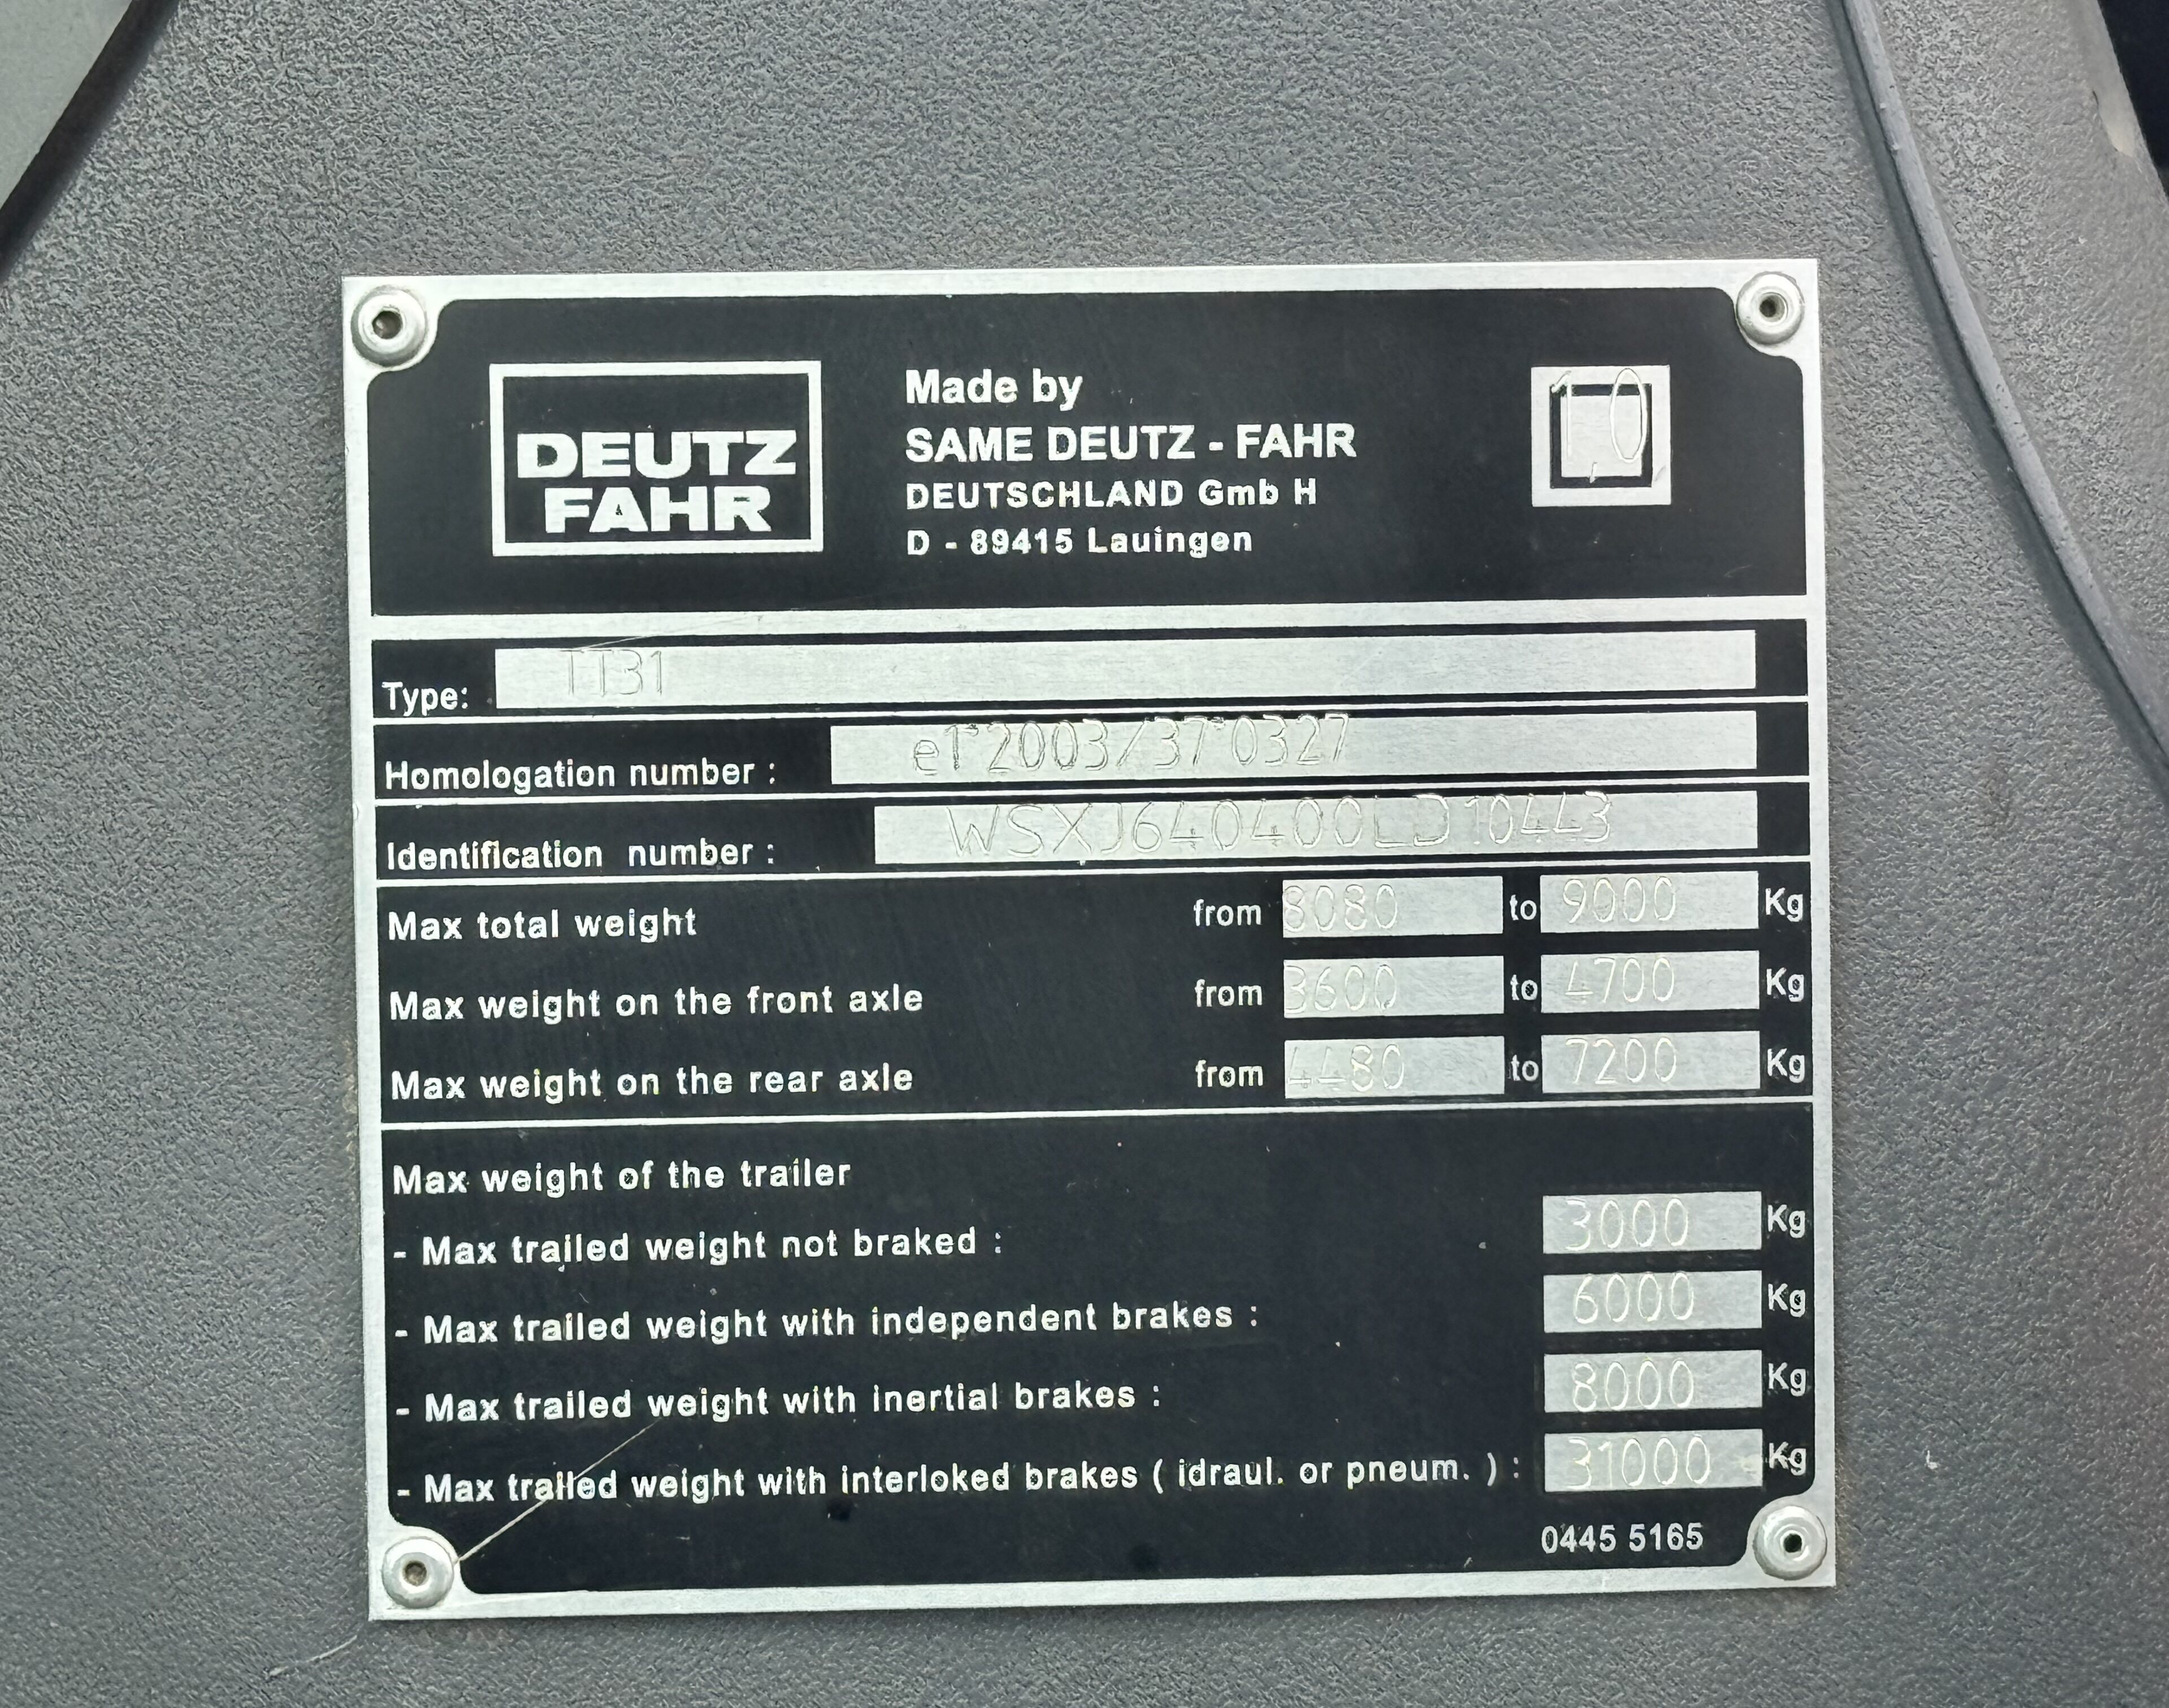 DEUTZ
FAHR
Made by
SAME DEUTZ - FAHR
DEUTSCHLAND Gmb H
D - 89415 Lauingen
1,0
Type: TT31
Homologation number : e1*2003/37*0327
Identification number : WSXJ640400LD10443
Max total weight from 8080 to 9000 Kg
Max weight on the front axle from 3600 to 4700 Kg
Max weight on the rear axle from 4480 to 7200 Kg
Max weight of the trailer
- Max trailed weight not braked : 3000 Kg
- Max trailed weight with independent brakes : 6000 Kg
- Max trailed weight with inertial brakes : 8000 Kg
- Max trailed weight with interloked brakes ( idraul. or pneum. ) : 31000 Kg
0445 5165